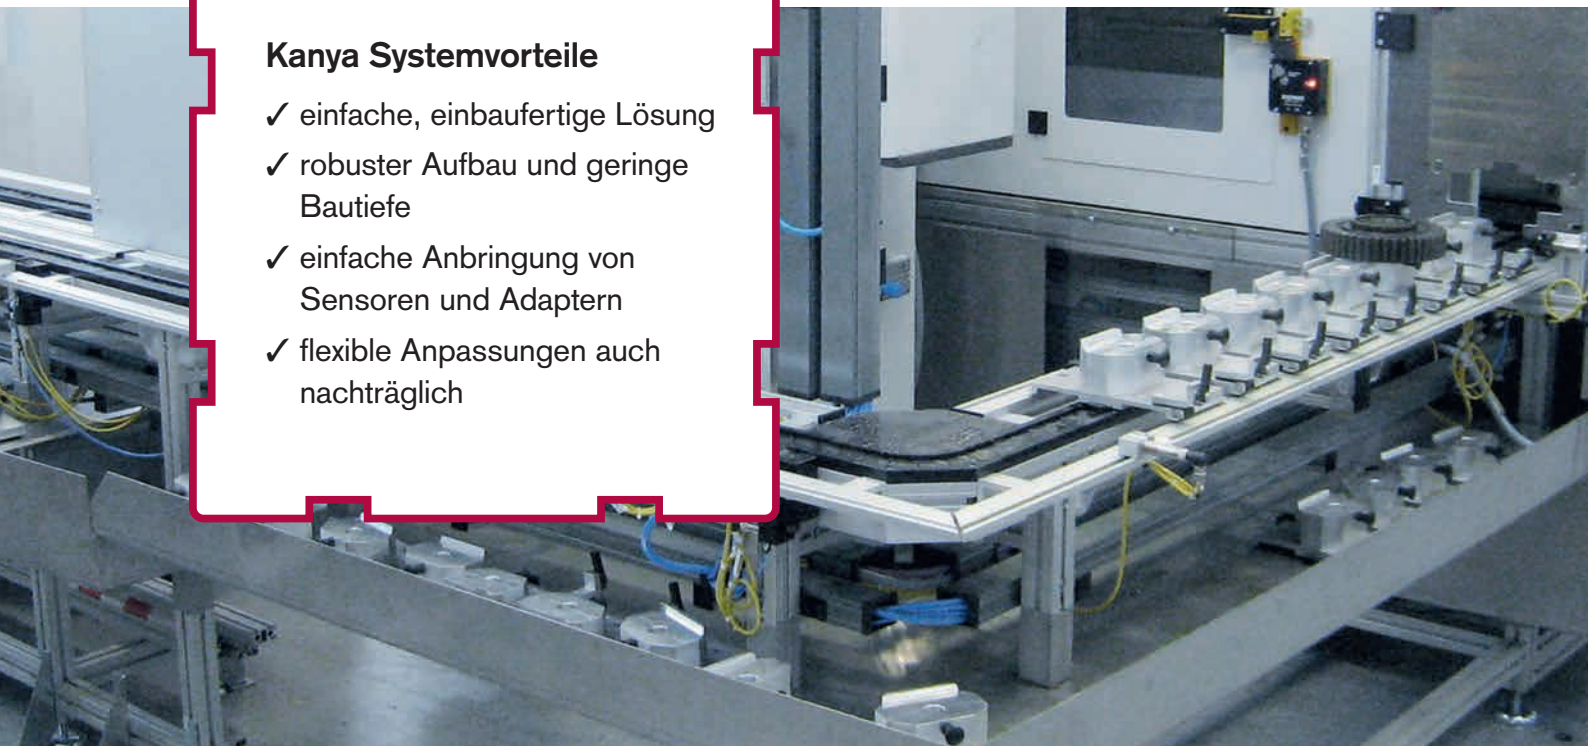 Kanya Systemvorteile
✓ einfache, einbaufertige Lösung
✓ robuster Aufbau und geringe
Bautiefe
✓ einfache Anbringung von
Sensoren und Adaptern
✓ flexible Anpassungen auch
nachträglich